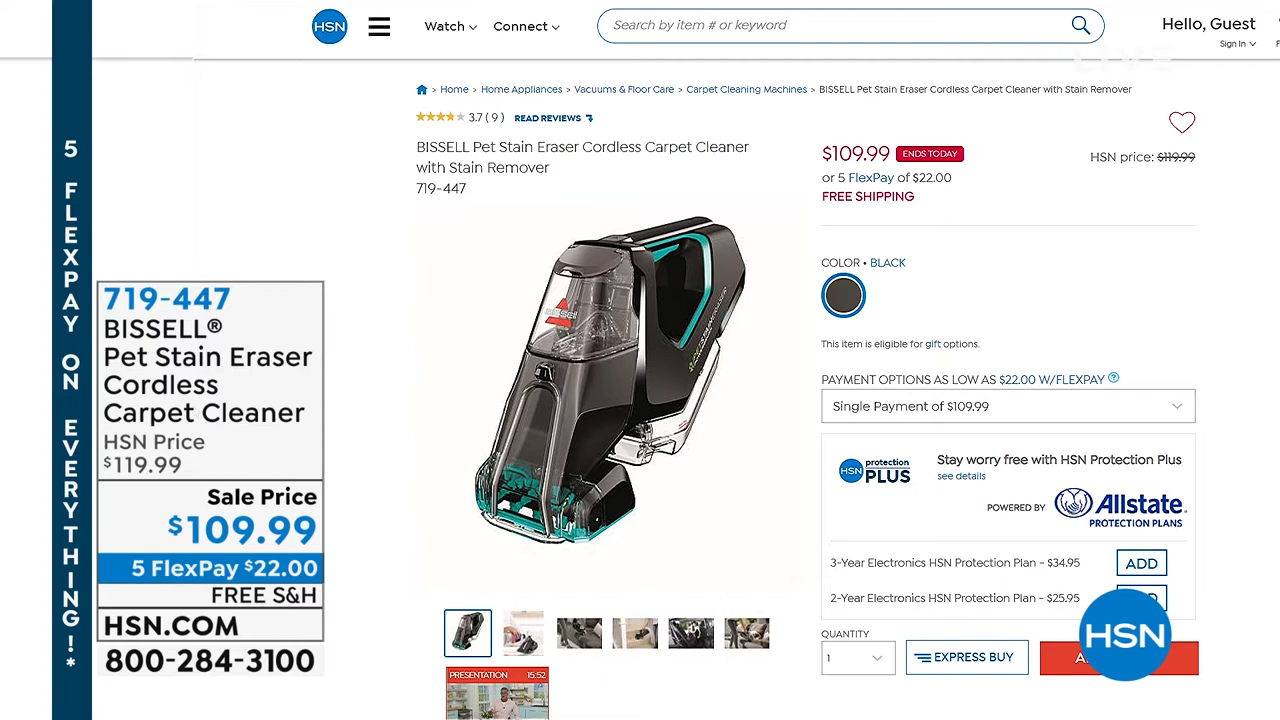 HSN
Watch
Connect
Search by item # or keyword
Hello, Guest
Sign In
LIVE
Home > Home Appliances > Vacuums & Floor Care > Carpet Cleaning Machines > BISSELL Pet Stain Eraser Cordless Carpet Cleaner with Stain Remover
3.7 ( 9 ) READ REVIEWS
BISSELL Pet Stain Eraser Cordless Carpet Cleaner
with Stain Remover
719-447
$109.99 ENDS TODAY
HSN price: $119.99
or 5 FlexPay of $22.00
FREE SHIPPING
COLOR • BLACK
This item is eligible for gift options.
PAYMENT OPTIONS AS LOW AS $22.00 W/FLEXPAY ?
Single Payment of $109.99
HSN protection
PLUS
Stay worry free with HSN Protection Plus
see details
POWERED BY Allstate.
PROTECTION PLANS
3-Year Electronics HSN Protection Plan - $34.95 ADD
2-Year Electronics HSN Protection Plan - $25.95
QUANTITY
1
EXPRESS BUY
HSN
BISSELL
PRESENTATION 15:52
5 FLEXPAY ON EVERYTHING!*
719-447
BISSELL®
Pet Stain Eraser
Cordless
Carpet Cleaner
HSN Price
$119.99
Sale Price
$109.99
5 FlexPay $22.00
FREE S&H
HSN.COM
800-284-3100